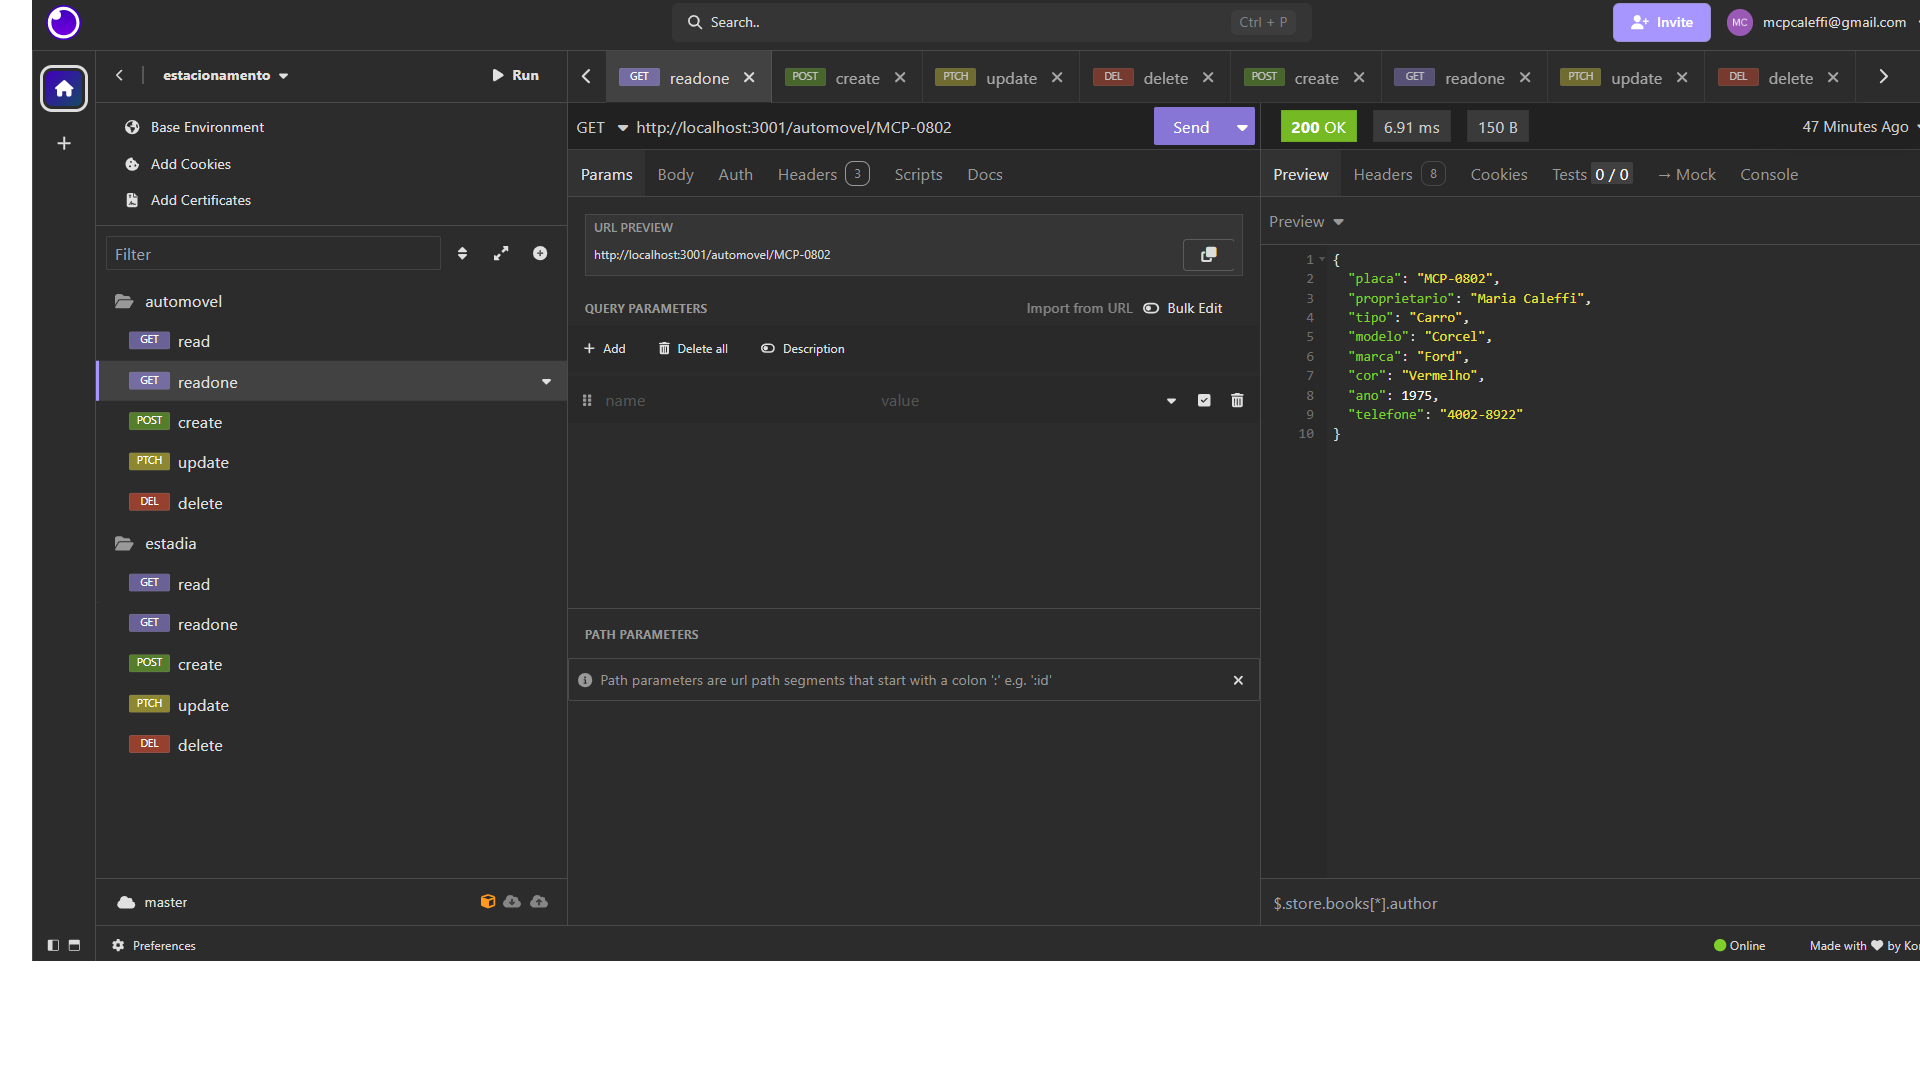 Search.. Ctrl + P Invite MC mcpcaleffi@gmail.com
estacionamento Run
GET readone POST create PTCH update DEL delete POST create GET readone PTCH update DEL delete
Base Environment
Add Cookies
Add Certificates
Filter
automovel
GET read
GET readone
POST create
PTCH update
DEL delete
estadia
GET read
GET readone
POST create
PTCH update
DEL delete
master
Preferences
GET http://localhost:3001/automovel/MCP-0802 Send
Params Body Auth Headers 3 Scripts Docs
URL PREVIEW
http://localhost:3001/automovel/MCP-0802
QUERY PARAMETERS Import from URL Bulk Edit
+ Add Delete all Description
name value
PATH PARAMETERS
Path parameters are url path segments that start with a colon ':' e.g. ':id'
200 OK 6.91 ms 150 B 47 Minutes Ago
Preview Headers 8 Cookies Tests 0 / 0 → Mock Console
Preview
1 {
2 "placa": "MCP-0802",
3 "proprietario": "Maria Caleffi",
4 "tipo": "Carro",
5 "modelo": "Corcel",
6 "marca": "Ford",
7 "cor": "Vermelho",
8 "ano": 1975,
9 "telefone": "4002-8922"
10 }
$.store.books[*].author
Online Made with ♥ by Kon